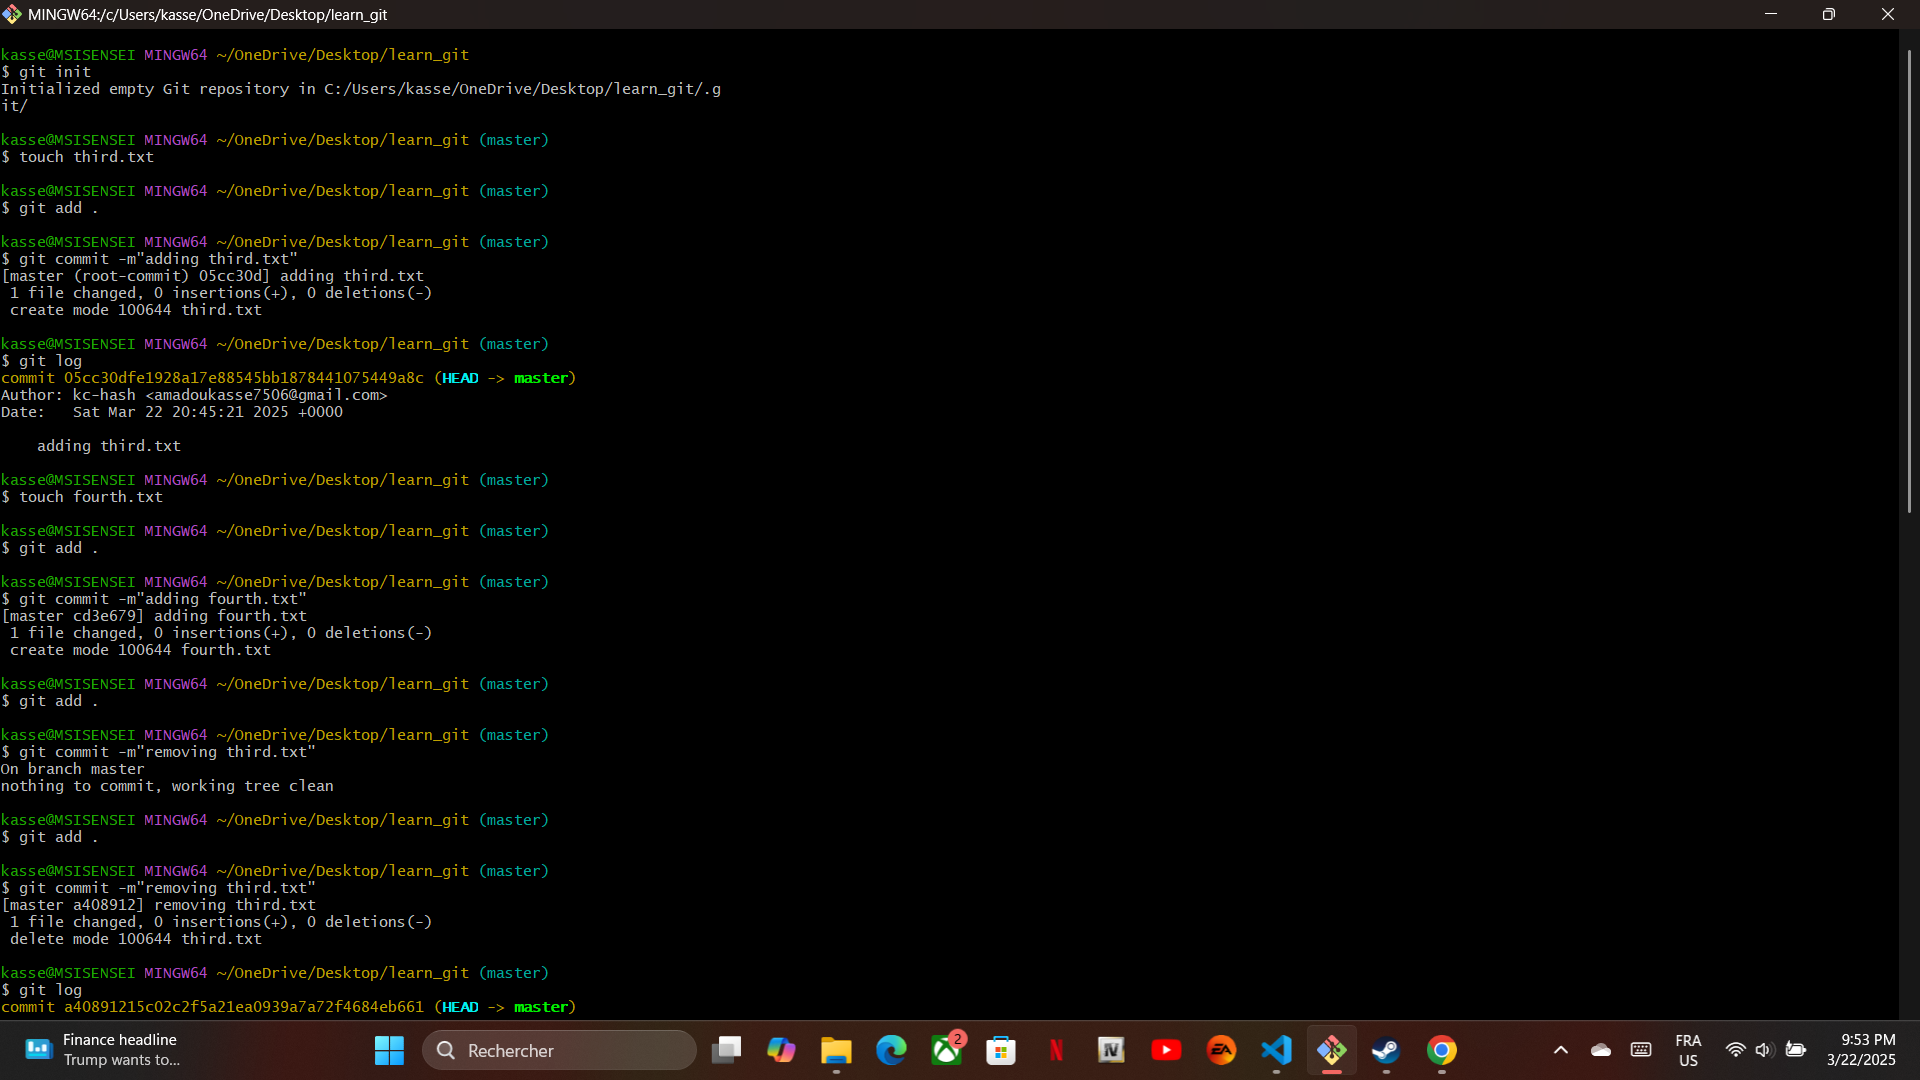 MINGW64:/c/Users/kasse/OneDrive/Desktop/learn_git
kasse@MSISENSEI MINGW64 ~/OneDrive/Desktop/learn_git
$ git init
Initialized empty Git repository in C:/Users/kasse/OneDrive/Desktop/learn_git/.g
it/
kasse@MSISENSEI MINGW64 ~/OneDrive/Desktop/learn_git (master)
$ touch third.txt
kasse@MSISENSEI MINGW64 ~/OneDrive/Desktop/learn_git (master)
$ git add .
kasse@MSISENSEI MINGW64 ~/OneDrive/Desktop/learn_git (master)
$ git commit -m"adding third.txt"
[master (root-commit) 05cc30d] adding third.txt
 1 file changed, 0 insertions(+), 0 deletions(-)
 create mode 100644 third.txt
kasse@MSISENSEI MINGW64 ~/OneDrive/Desktop/learn_git (master)
$ git log
commit 05cc30dfe1928a17e88545bb1878441075449a8c (HEAD -> master)
Author: kc-hash <amadoukasse7506@gmail.com>
Date:   Sat Mar 22 20:45:21 2025 +0000
    adding third.txt
kasse@MSISENSEI MINGW64 ~/OneDrive/Desktop/learn_git (master)
$ touch fourth.txt
kasse@MSISENSEI MINGW64 ~/OneDrive/Desktop/learn_git (master)
$ git add .
kasse@MSISENSEI MINGW64 ~/OneDrive/Desktop/learn_git (master)
$ git commit -m"adding fourth.txt"
[master cd3e679] adding fourth.txt
 1 file changed, 0 insertions(+), 0 deletions(-)
 create mode 100644 fourth.txt
kasse@MSISENSEI MINGW64 ~/OneDrive/Desktop/learn_git (master)
$ git add .
kasse@MSISENSEI MINGW64 ~/OneDrive/Desktop/learn_git (master)
$ git commit -m"removing third.txt"
On branch master
nothing to commit, working tree clean
kasse@MSISENSEI MINGW64 ~/OneDrive/Desktop/learn_git (master)
$ git add .
kasse@MSISENSEI MINGW64 ~/OneDrive/Desktop/learn_git (master)
$ git commit -m"removing third.txt"
[master a408912] removing third.txt
 1 file changed, 0 insertions(+), 0 deletions(-)
 delete mode 100644 third.txt
kasse@MSISENSEI MINGW64 ~/OneDrive/Desktop/learn_git (master)
$ git log
commit a40891215c02c2f5a21ea0939a7a72f4684eb661 (HEAD -> master)
Finance headline
Trump wants to...
Rechercher
2
N
IV
EA
FRA
US
9:53 PM
3/22/2025